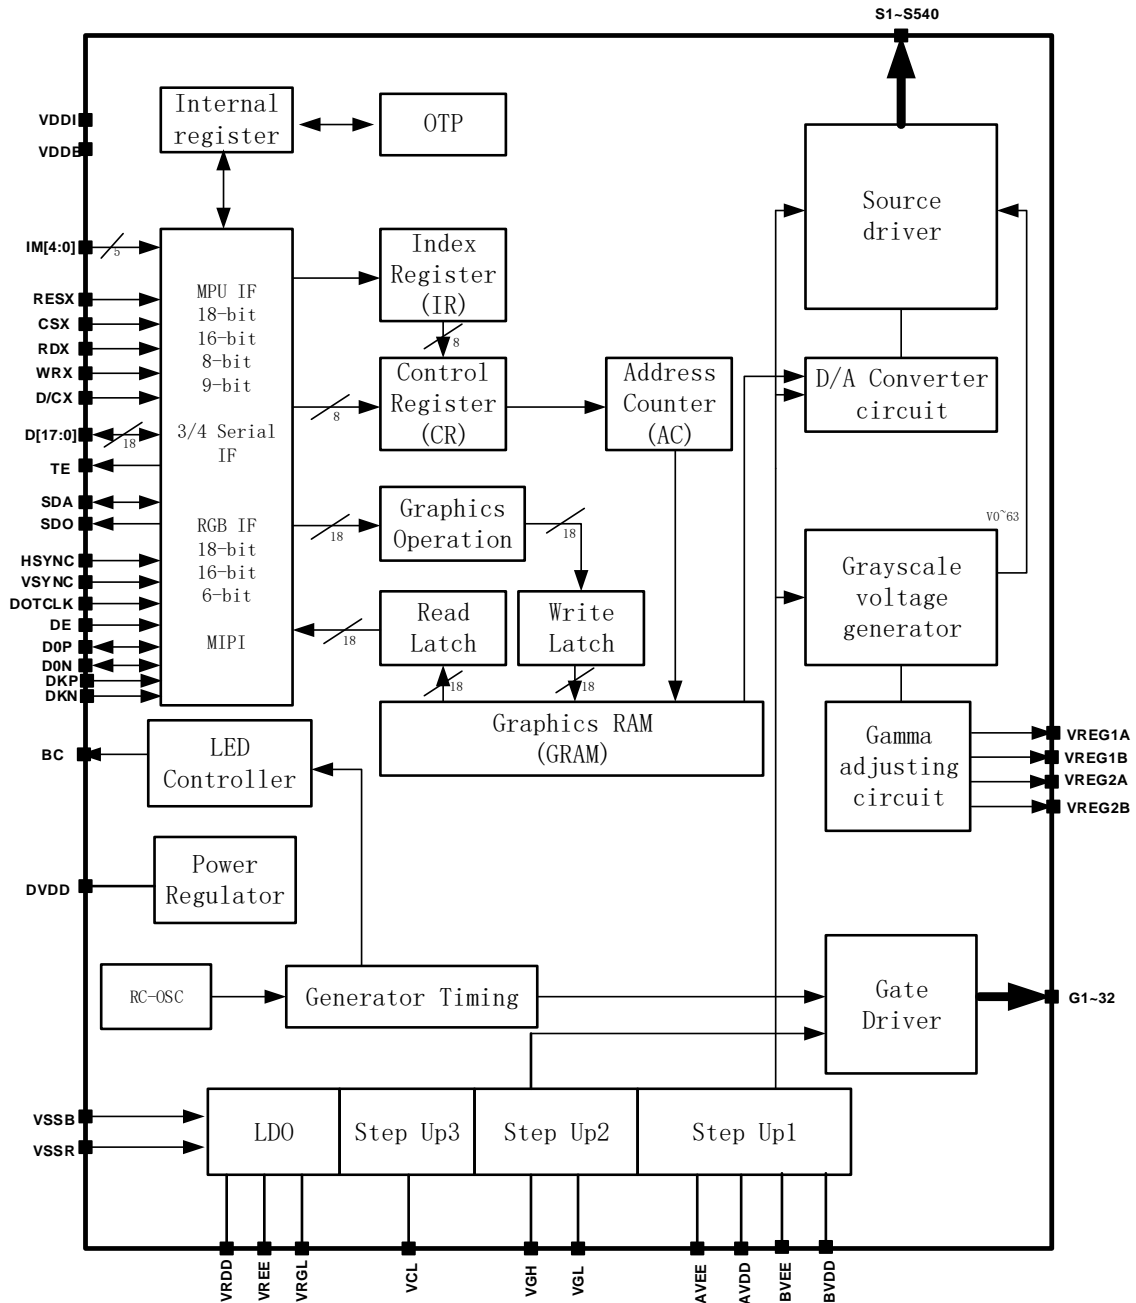 S1~S540
VDDI
VDDB
Internal
register
OTP
Source
driver
IM[4:0]
5
RESX
CSX
RDX
WRX
D/CX
D[17:0]
18
TE
SDA
SDO
HSYNC
VSYNC
DOTCLK
DE
D0P
D0N
DKP
DKN
MPU IF
18-bit
16-bit
8-bit
9-bit
3/4 Serial
IF
RGB IF
18-bit
16-bit
6-bit
MIPI
Index
Register
(IR)
8
8
Control
Register
(CR)
Address
Counter
(AC)
D/A Converter
circuit
18
Graphics
Operation
18
V0~63
Grayscale
voltage
generator
18
Read
Latch
Write
Latch
18
18
Graphics RAM
(GRAM)
BC
LED
Controller
Gamma
adjusting
circuit
VREG1A
VREG1B
VREG2A
VREG2B
DVDD
Power
Regulator
RC-OSC
Generator Timing
Gate
Driver
G1~32
VSSB
VSSR
LDO
Step Up3
Step Up2
Step Up1
VRDD
VREE
VRGL
VCL
VGH
VGL
AVEE
AVDD
BVEE
BVDD